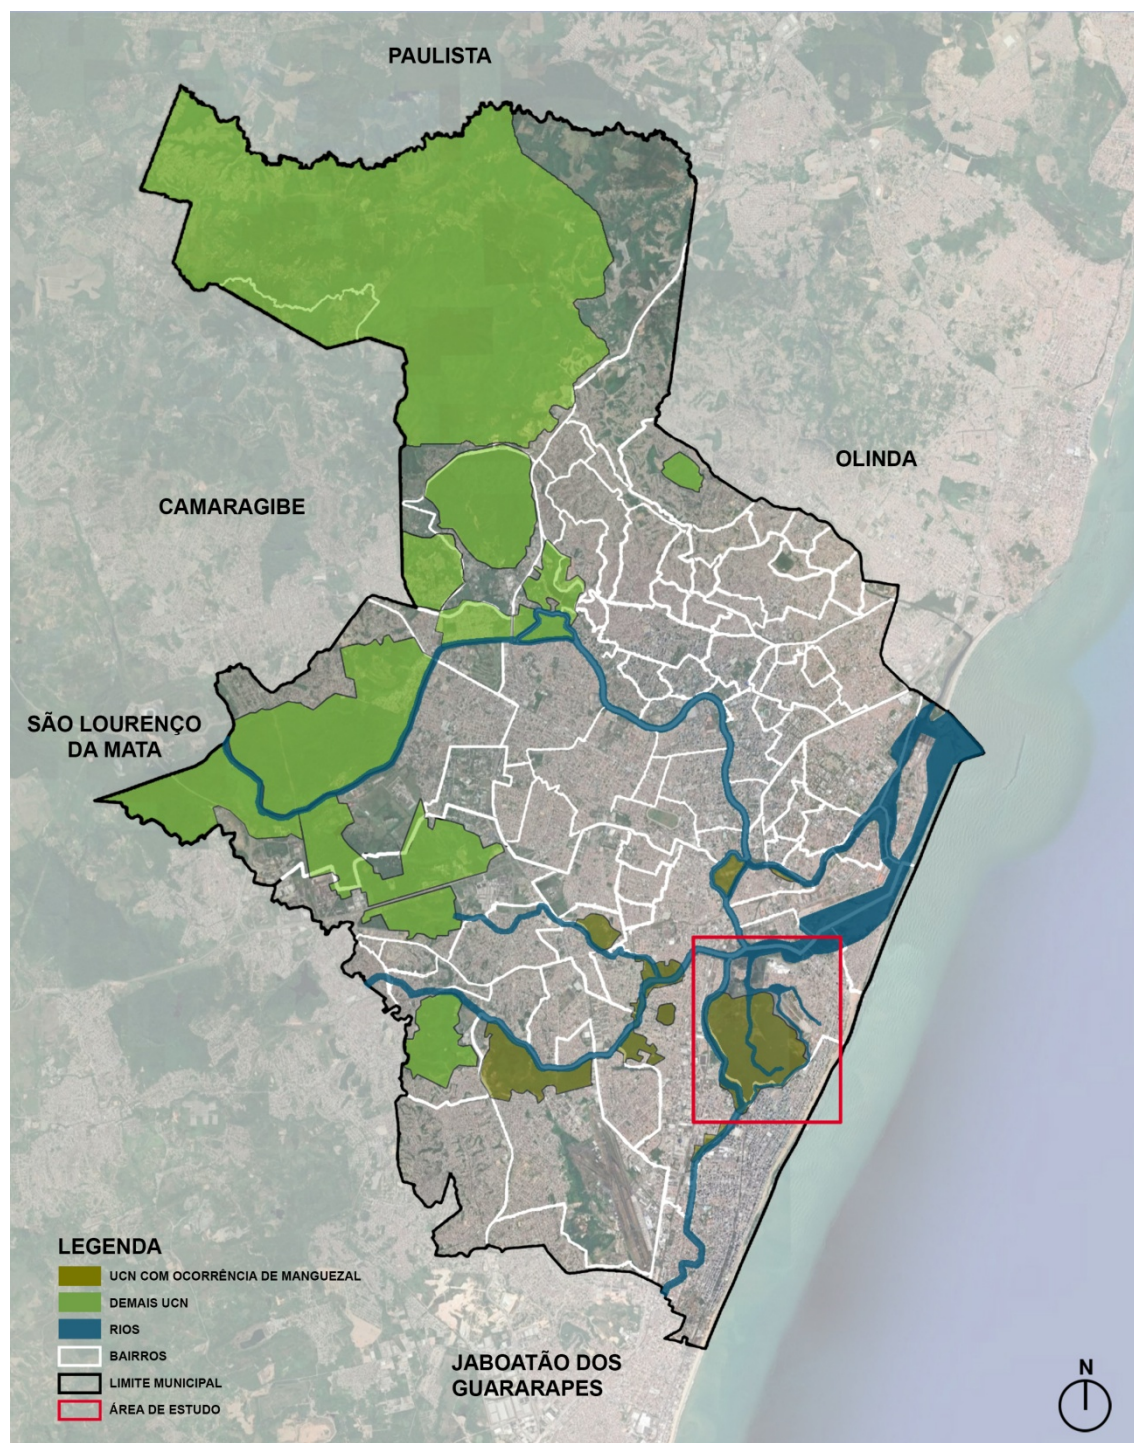 PAULISTA
OLINDA
CAMARAGIBE
SÃO LOURENÇO
DA MATA
LEGENDA
UCN COM OCORRÊNCIA DE MANGUEZAL
DEMAIS UCN
RIOS
BAIRROS
LIMITE MUNICIPAL
ÁREA DE ESTUDO
JABOATÃO DOS
GUARARAPES
N